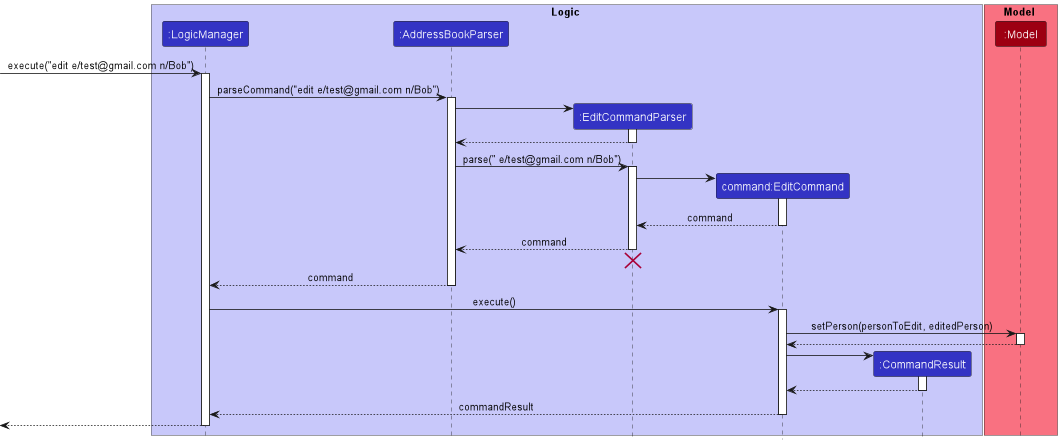 Logic
Model
:LogicManager
:AddressBookParser
:Model
execute("edit e/test@gmail.com n/Bob")
parseCommand("edit e/test@gmail.com n/Bob")
:EditCommandParser
parse(" e/test@gmail.com n/Bob")
command:EditCommand
command
command
command
execute()
setPerson(personToEdit, editedPerson)
:CommandResult
commandResult